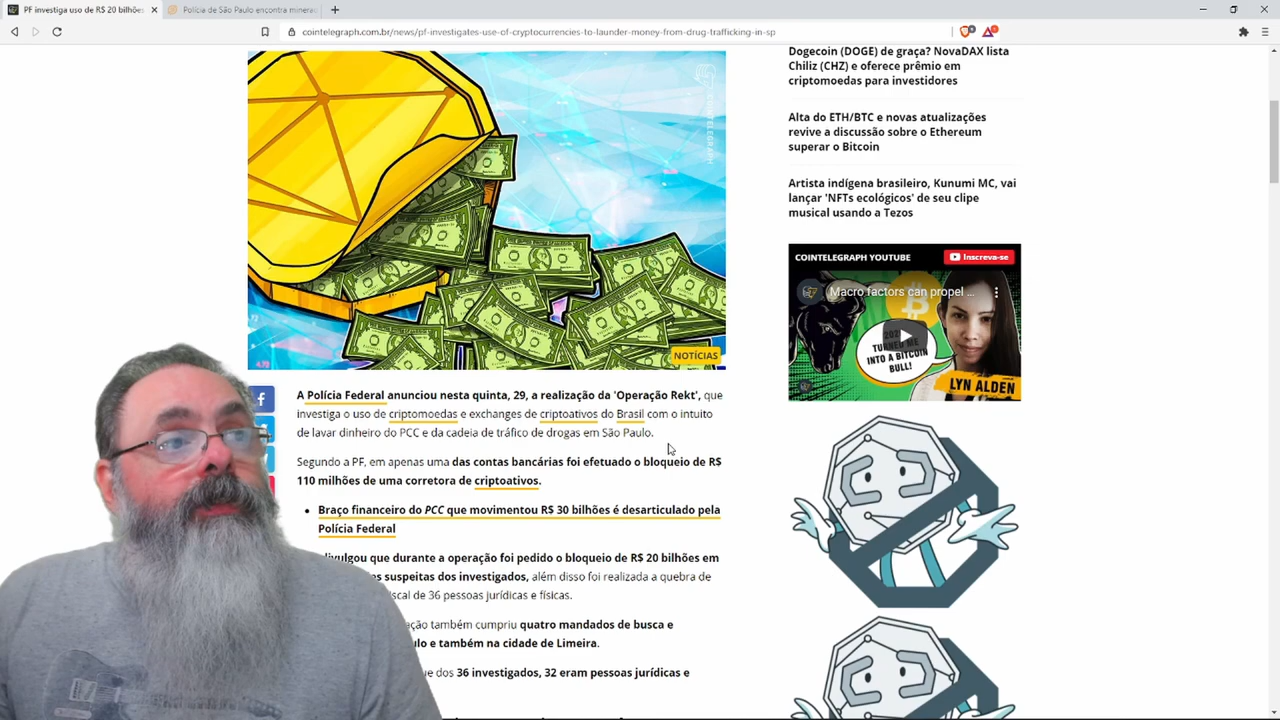 PF investiga uso de R$ 20 bilhões
Polícia de São Paulo encontra minera
cointelegraph.com.br/news/pf-investigates-use-of-cryptocurrencies-to-launder-money-from-drug-trafficking-in-sp
COINTELEGRAPH
NOTÍCIAS
A Polícia Federal anunciou nesta quinta, 29, a realização da 'Operação Rekt', que
investiga o uso de criptomoedas e exchanges de criptoativos do Brasil com o intuito
de lavar dinheiro do PCC e da cadeia de tráfico de drogas em São Paulo.
Segundo a PF, em apenas uma das contas bancárias foi efetuado o bloqueio de R$
110 milhões de uma corretora de criptoativos.
• Braço financeiro do PCC que movimentou R$ 30 bilhões é desarticulado pela
Polícia Federal
divulgou que durante a operação foi pedido o bloqueio de R$ 20 bilhões em
suspeitas dos investigados, além disso foi realizada a quebra de
fiscal de 36 pessoas jurídicas e físicas.
também cumpriu quatro mandados de busca e
e também na cidade de Limeira.
dos 36 investigados, 32 eram pessoas jurídicas e
Dogecoin (DOGE) de graça? NovaDAX lista
Chiliz (CHZ) e oferece prêmio em
criptomoedas para investidores
Alta do ETH/BTC e novas atualizações
revive a discussão sobre o Ethereum
superar o Bitcoin
Artista indígena brasileiro, Kunumi MC, vai
lançar 'NFTs ecológicos' de seu clipe
musical usando a Tezos
COINTELEGRAPH YOUTUBE
Inscreva-se
Macro factors can propel ...
TURNED ME
INTO A BITCOIN
BULL!
LYN ALDEN